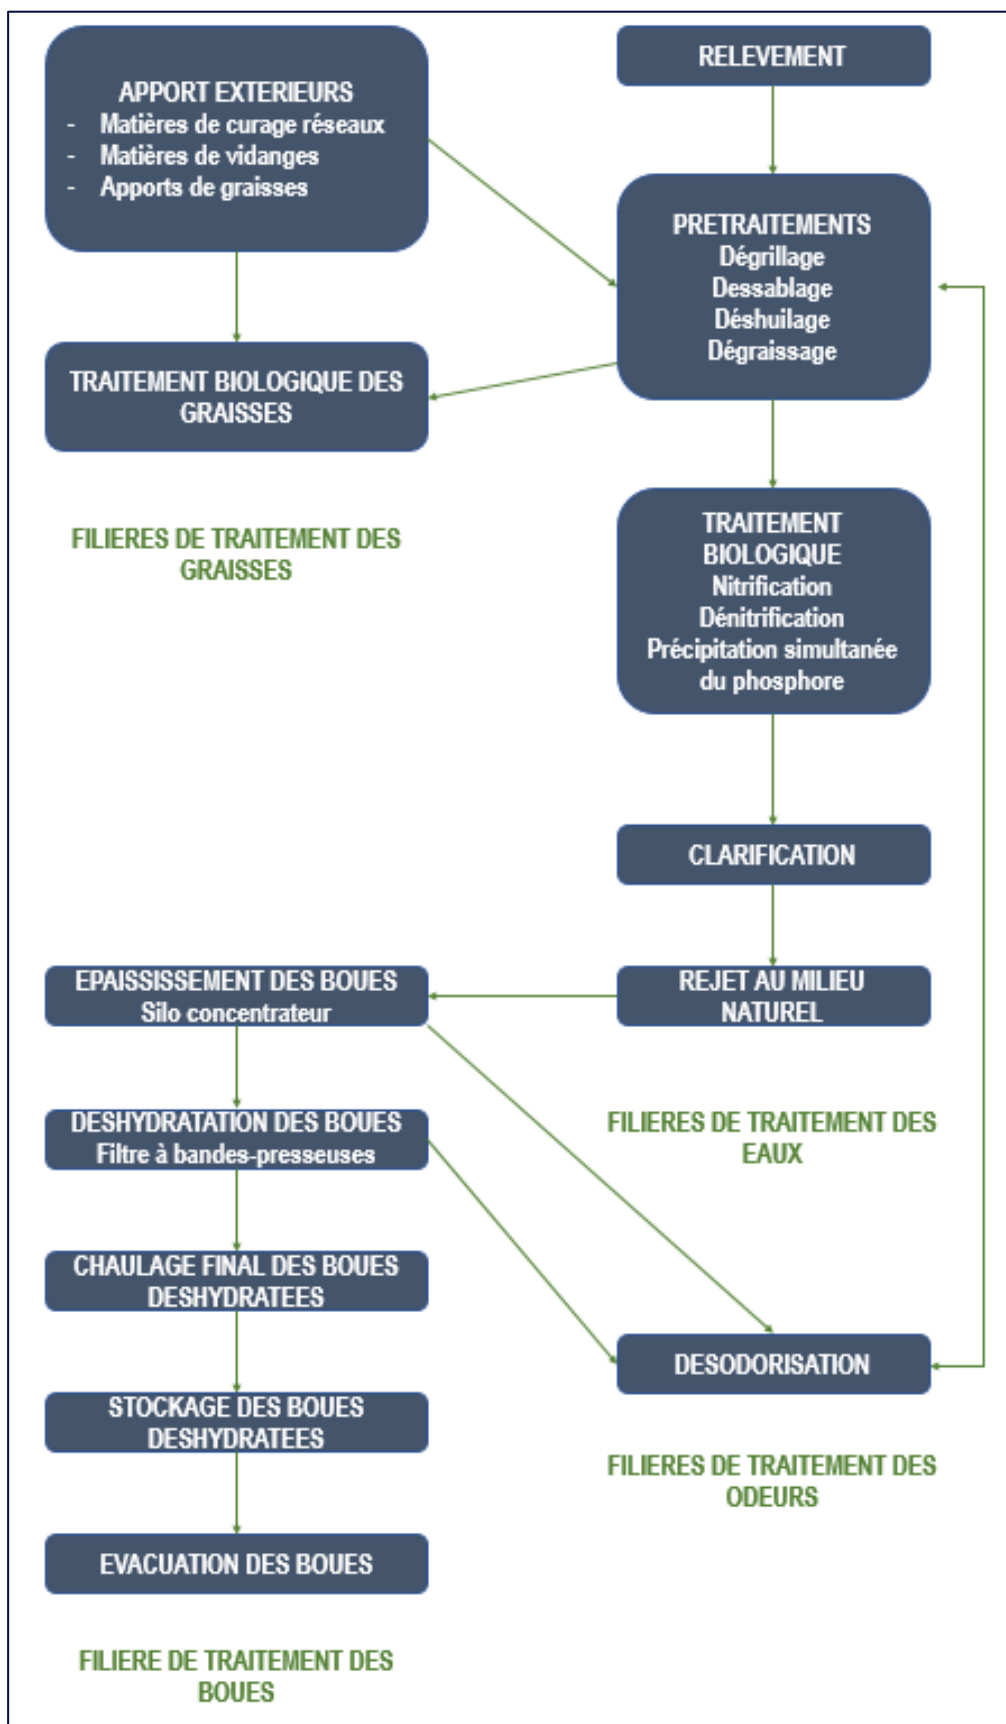 APPORT EXTERIEURS
- Matières de curage réseaux
- Matières de vidanges
- Apports de graisses
RELEVEMENT
PRETRAITEMENTS
Dégrillage
Dessablage
Déshuilage
Dégraissage
TRAITEMENT BIOLOGIQUE DES
GRAISSES
FILIERES DE TRAITEMENT DES
GRAISSES
TRAITEMENT
BIOLOGIQUE
Nitrification
Dénitrification
Précipitation simultanée
du phosphore
CLARIFICATION
REJET AU MILIEU
NATUREL
FILIERES DE TRAITEMENT DES
EAUX
EPAISSISSEMENT DES BOUES
Silo concentrateur
DESHYDRATATION DES BOUES
Filtre à bandes-presseuses
CHAULAGE FINAL DES BOUES
DESHYDRATEES
STOCKAGE DES BOUES
DESHYDRATEES
EVACUATION DES BOUES
FILIERE DE TRAITEMENT DES
BOUES
DESODORISATION
FILIERES DE TRAITEMENT DES
ODEURS